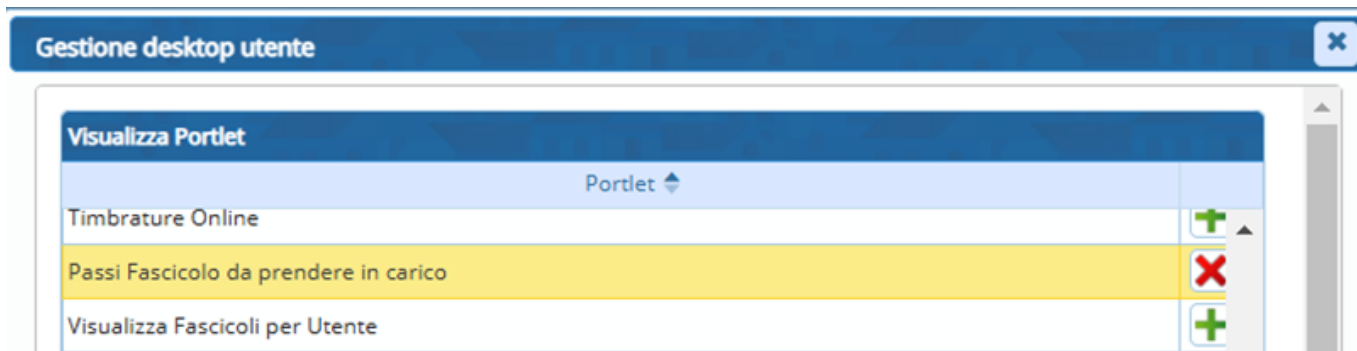 Gestione desktop utente
Visualizza Portlet
Portlet
Timbrature Online
Passi Fascicolo da prendere in carico
Visualizza Fascicoli per Utente